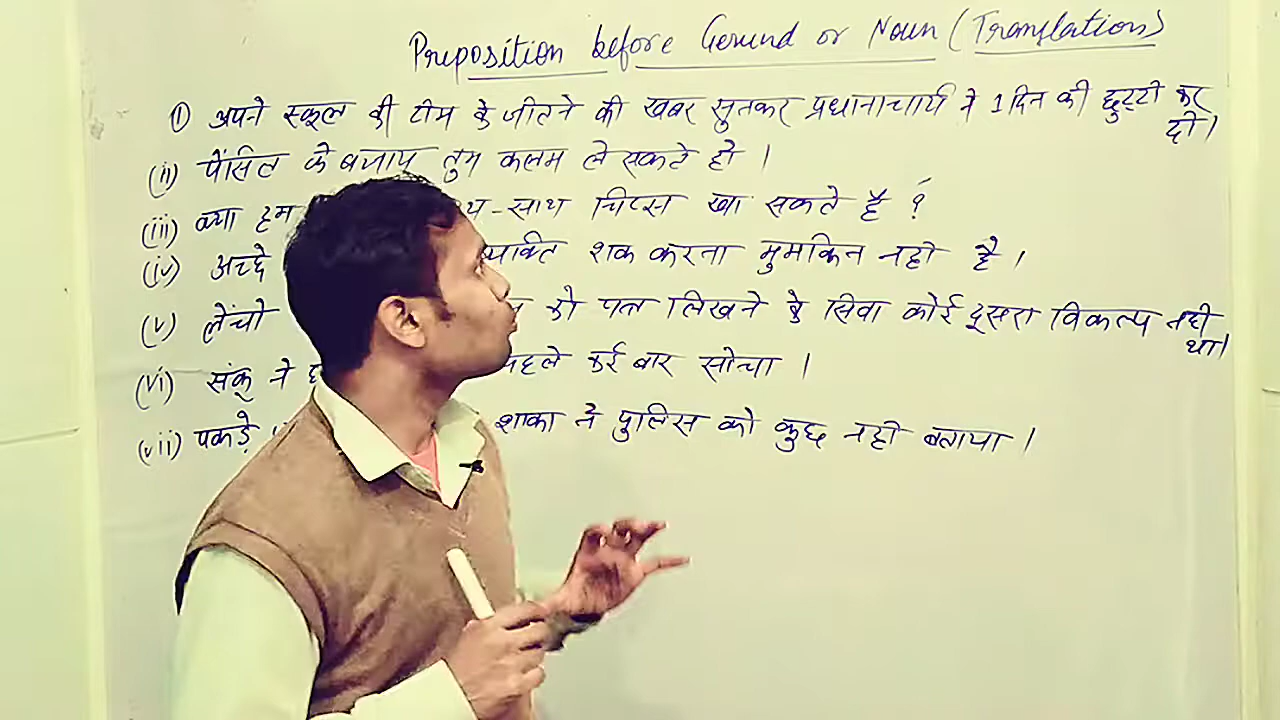 Preposition before Gerund or Noun (Translation)
① अपने स्कूल की टीम के जीतने की खबर सुनकर प्रधानाचार्य ने 1 दिन की छुट्टी कर
दी।
(ii) पेंसिल के बजाय तुम कलम ले सकते हो ।
(iii) क्या हम -साथ चिप्स खा सकते हैं ?
(iv) अच्छे शक करना मुमकिन नही है ।
(v) लेंचो को पत्र लिखने के सिवा कोई दूसरा विकल्प नही
था।
(vi) संकू ने पहले कई बार सोचा ।
(vii) पकड़े शाका ने पुलिस को कुछ नही बताया ।